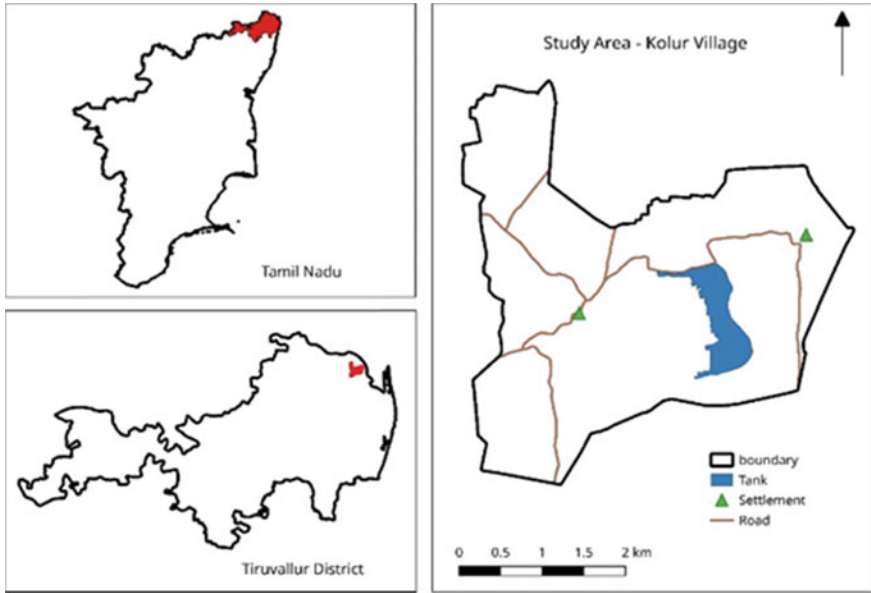 Tamil Nadu
Tiruvallur District
Study Area - Kolur Village
boundary
Tank
Settlement
Road
0 0.5 1 1.5 2 km